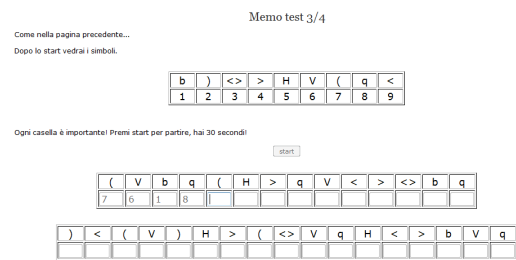 Memo test 3/4
Come nella pagina precedente...
Dopo lo start vedrai i simboli.
b ) <> > H V ( q <
1 2 3 4 5 6 7 8 9
Ogni casella è importante! Premi start per partire, hai 30 secondi!
start
( V b q ( H > q V < > <> b q
7 6 1 8
) < ( V ) H > ( <> V q H < > b V q